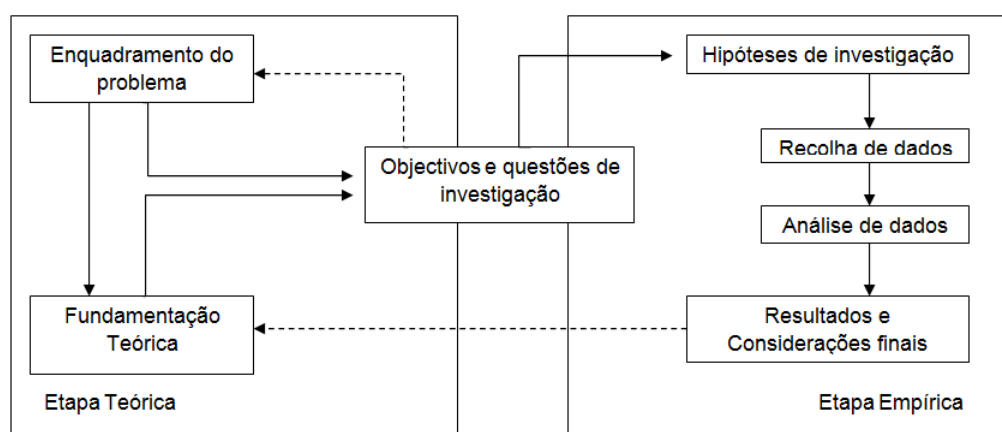 Enquadramento do
problema
Objectivos e questões de
investigação
Fundamentação
Teórica
Etapa Teórica
Hipóteses de investigação
Recolha de dados
Análise de dados
Resultados e
Considerações finais
Etapa Empírica